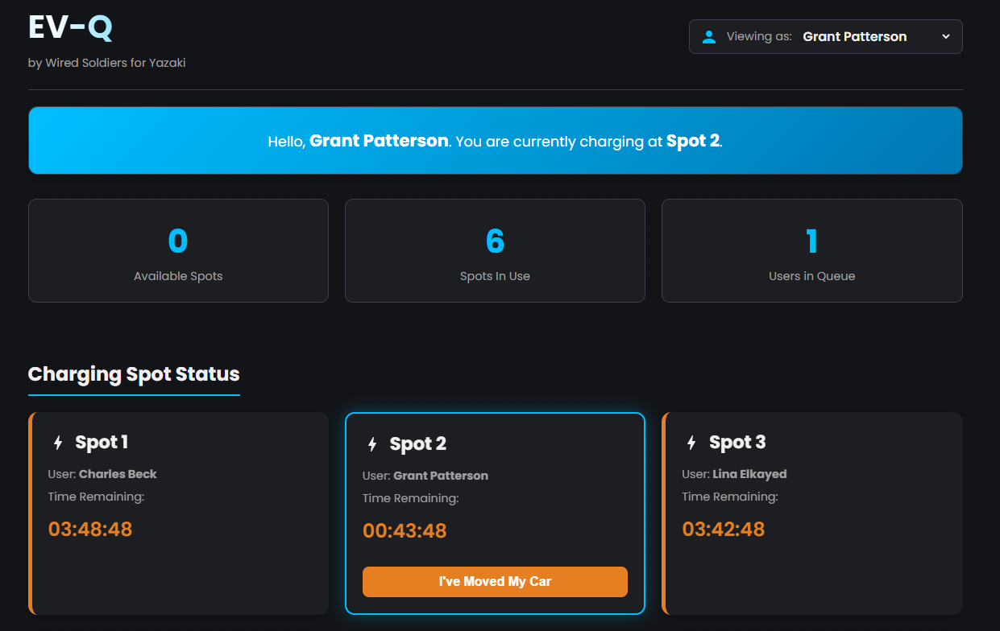 EV-Q
by Wired Soldiers for Yazaki
Viewing as: Grant Patterson
Hello, Grant Patterson. You are currently charging at Spot 2.
0
Available Spots
6
Spots In Use
1
Users in Queue
Charging Spot Status
Spot 1
User: Charles Beck
Time Remaining:
03:48:48
Spot 2
User: Grant Patterson
Time Remaining:
00:43:48
I've Moved My Car
Spot 3
User: Lina Elkayed
Time Remaining:
03:42:48